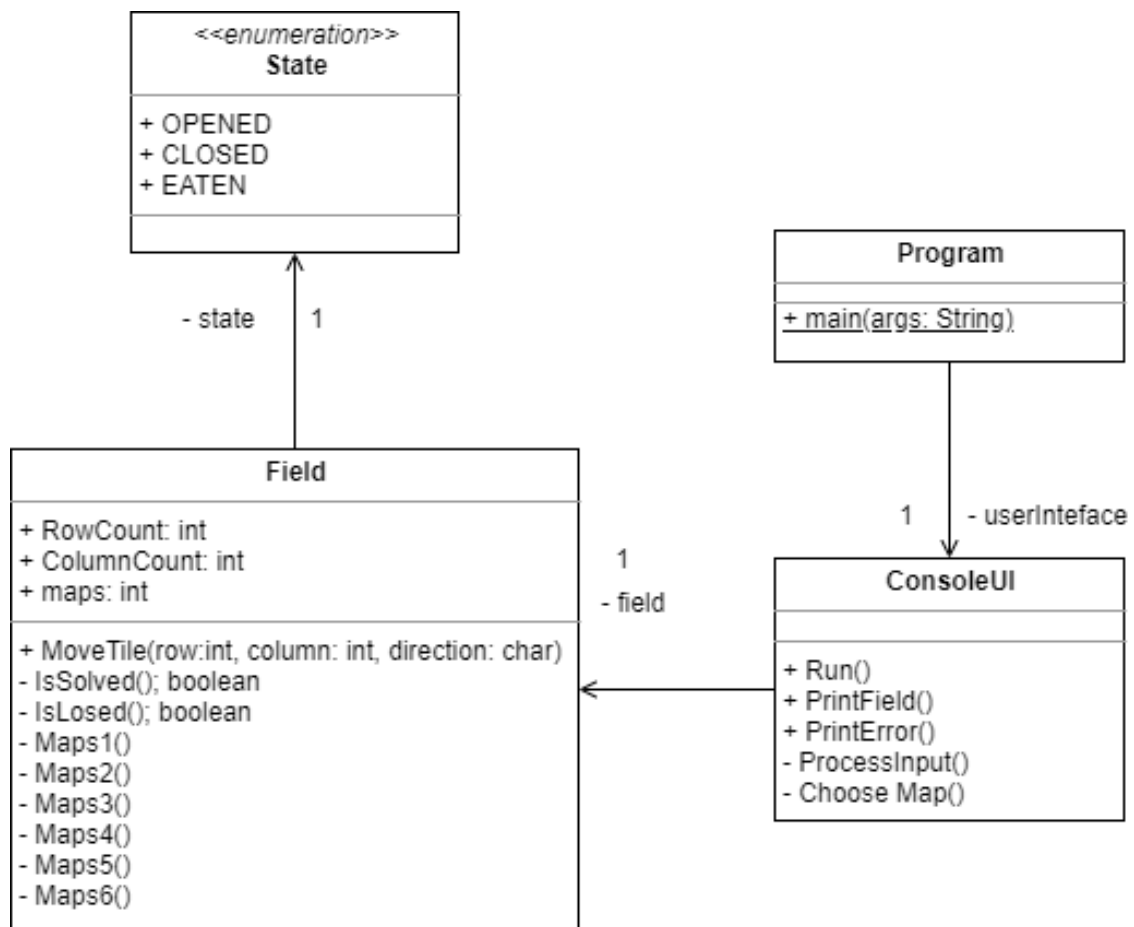 <<enumeration>>
State
+ OPENED
+ CLOSED
+ EATEN
- state
1
Program
+ main(args: String)
1
- userInteface
Field
+ RowCount: int
+ ColumnCount: int
+ maps: int
+ MoveTile(row:int, column: int, direction: char)
- IsSolved(); boolean
- IsLosed(); boolean
- Maps1()
- Maps2()
- Maps3()
- Maps4()
- Maps5()
- Maps6()
1
- field
ConsoleUI
+ Run()
+ PrintField()
+ PrintError()
- ProcessInput()
- Choose Map()